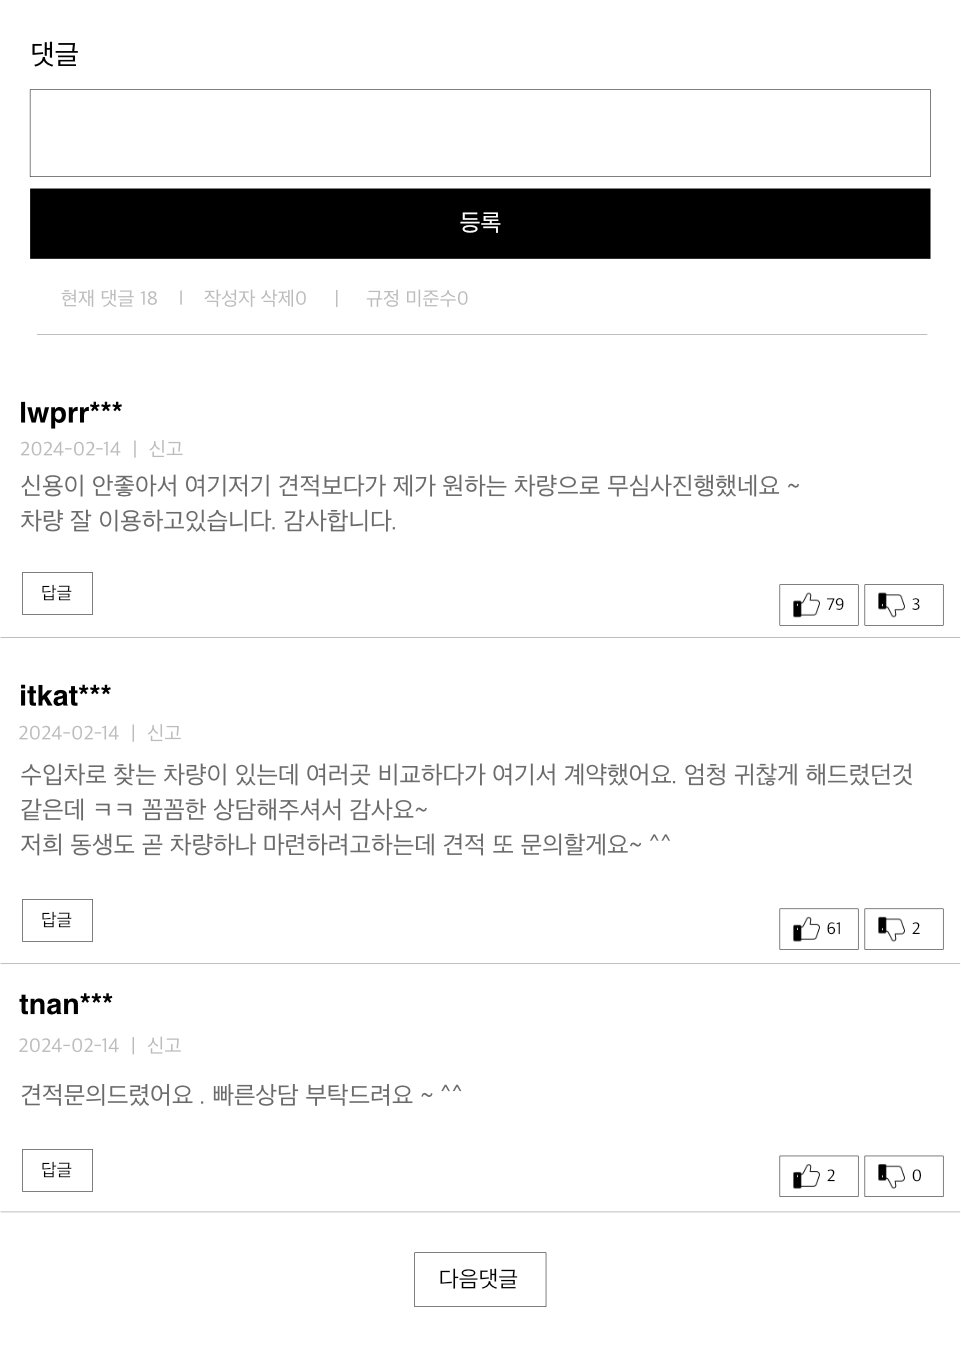 댓글
등록
현재 댓글 18 | 작성자 삭제0 | 규정 미준수0
lwprr***
2024-02-14 | 신고
신용이 안좋아서 여기저기 견적보다가 제가 원하는 차량으로 무심사진행했네요 ~
차량 잘 이용하고있습니다. 감사합니다.
답글
79 3
itkat***
2024-02-14 | 신고
수입차로 찾는 차량이 있는데 여러곳 비교하다가 여기서 계약했어요. 엄청 귀찮게 해드렸던것
같은데 ㅋㅋ 꼼꼼한 상담해주셔서 감사요~
저희 동생도 곧 차량하나 마련하려고하는데 견적 또 문의할게요~ ^^
답글
61 2
tnan***
2024-02-14 | 신고
견적문의드렸어요 . 빠른상담 부탁드려요 ~ ^^
답글
2 0
다음댓글